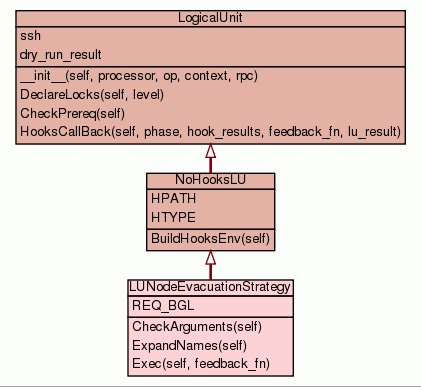 LogicalUnit
ssh
dry_run_result
__init__(self, processor, op, context, rpc)
DeclareLocks(self, level)
CheckPrereq(self)
HooksCallBack(self, phase, hook_results, feedback_fn, lu_result)
NoHooksLU
HPATH
HTYPE
BuildHooksEnv(self)
LUNodeEvacuationStrategy
REQ_BGL
CheckArguments(self)
ExpandNames(self)
Exec(self, feedback_fn)